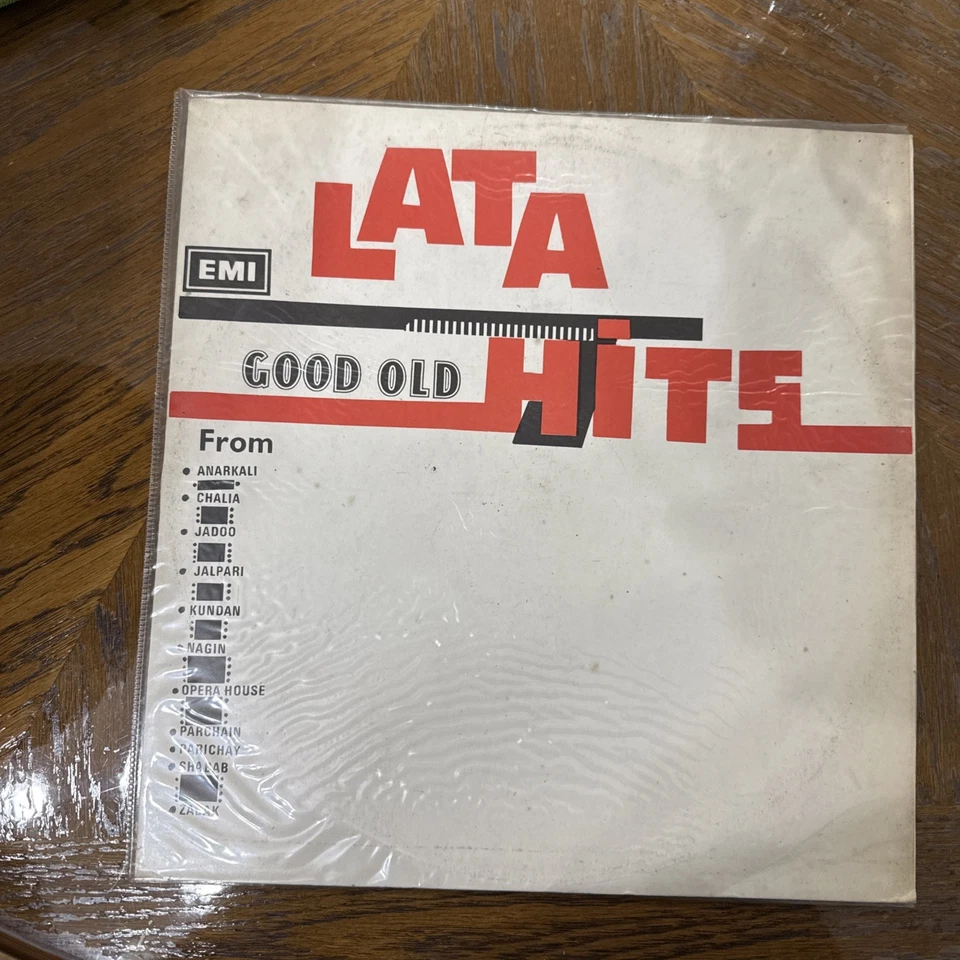 LATA
EMI
GOOD OLD HITS
From
ANARKALI
CHALIA
JADOO
JALPARI
KUNDAN
NAGIN
OPERA HOUSE
PARCHAIN
PARICHAY
SHABAB